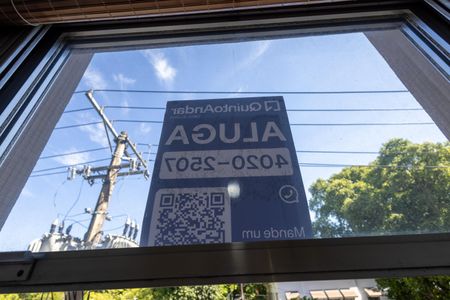 QuintoAndar
ALUGA
4020-2507
Mande um